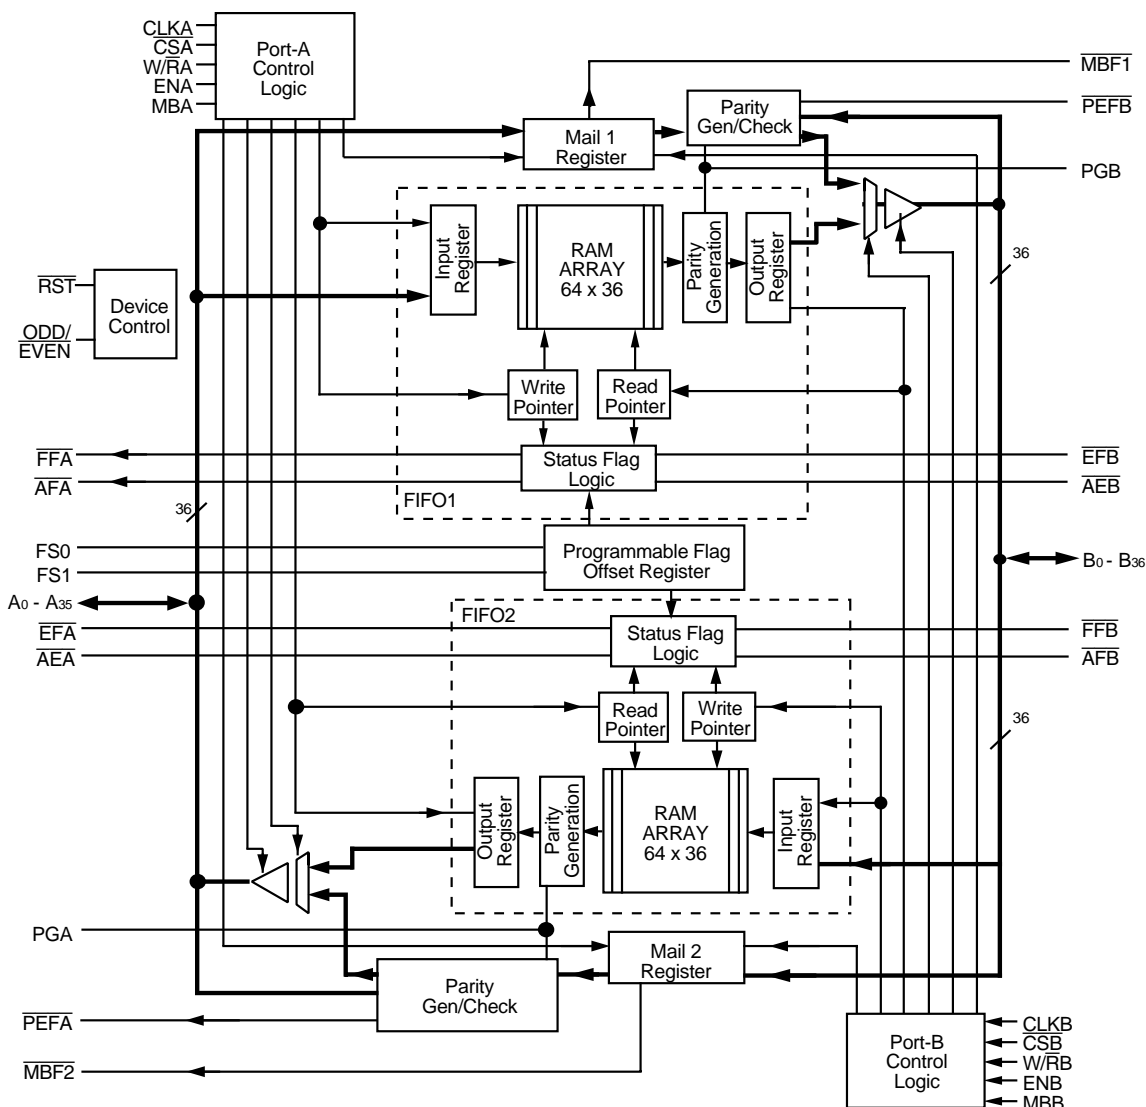 CLKA
CSA
W/RA
ENA
MBA
Port-A
Control
Logic
MBF1
PEFB
PGB
Mail 1
Register
Parity
Gen/Check
Input
Register
RAM
ARRAY
64 x 36
Parity
Generation
Output
Register
36
RST
ODD/
EVEN
Device
Control
Write
Pointer
Read
Pointer
FFA
AFA
Status Flag
Logic
EFB
AEB
FIFO1
36
FS0
FS1
Programmable Flag
Offset Register
A0 - A35
B0 - B36
FIFO2
EFA
AEA
Status Flag
Logic
FFB
AFB
Read
Pointer
Write
Pointer
36
Output
Register
Parity
Generation
RAM
ARRAY
64 x 36
Input
Register
PGA
Mail 2
Register
Parity
Gen/Check
PEFA
MBF2
Port-B
Control
Logic
CLKB
CSB
W/RB
ENB
MBB